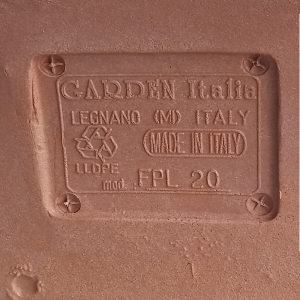 GARDEN Italia
LEGNANO (MI) ITALY
MADE IN ITALY
LLDPE
mod. FPL 20